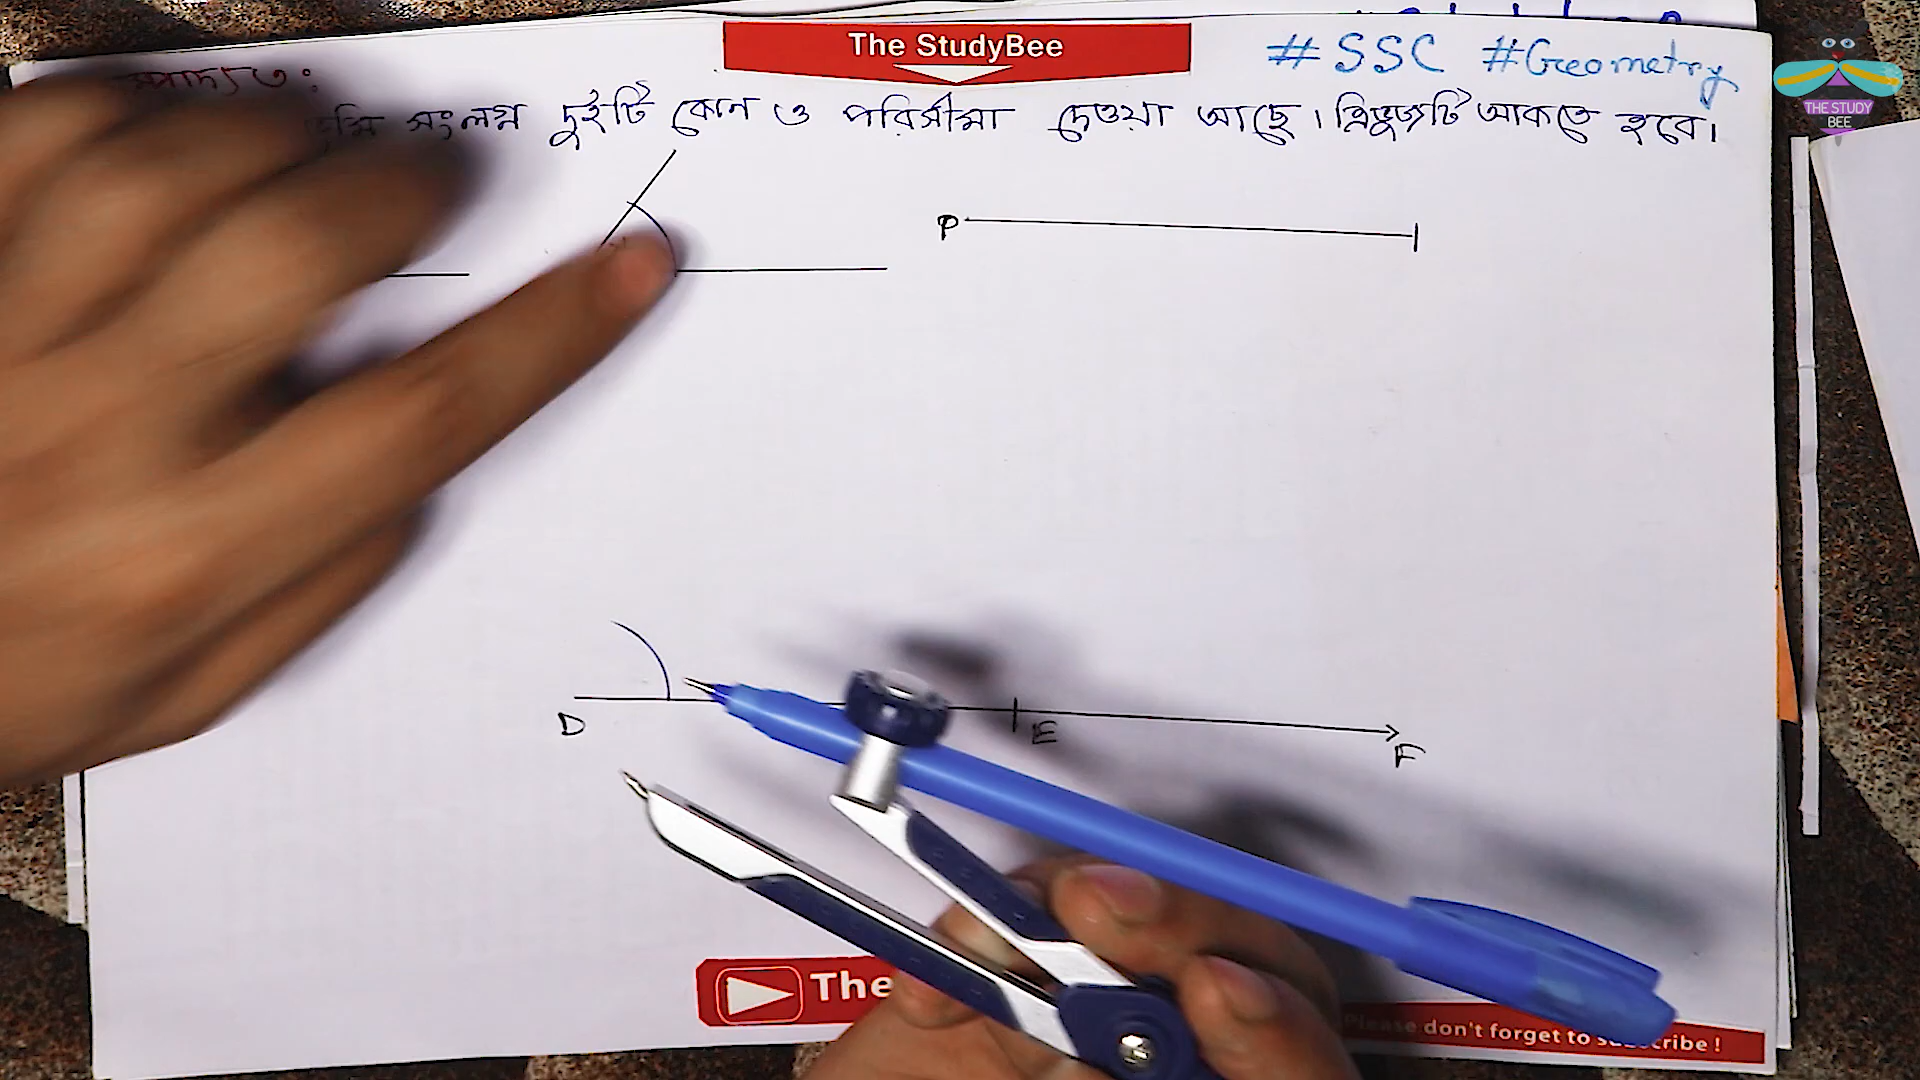 The StudyBee
#SSC #Geometry
THE STUDY
BEE
সংলগ্ন দুইটি কোন ও পরিসীমা দেওয়া আছে। ত্রিভুজটি আকতে হবে।
P
D
E
F
The
Please don't forget to subscribe !